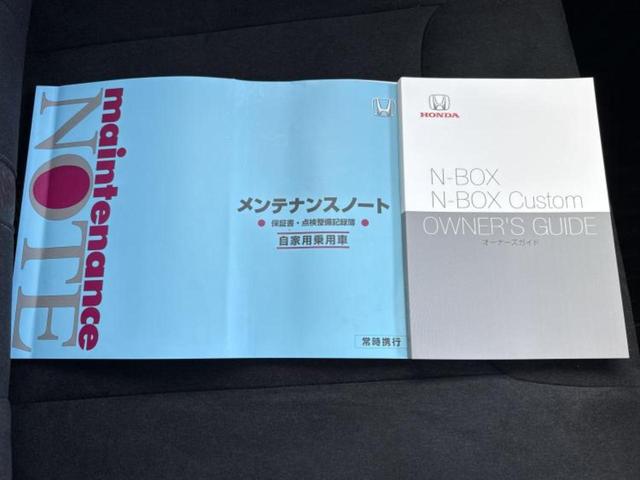 maintenance
NOTE
メンテナンスノート
保証書・点検整備記録簿
自家用乗用車
常時携行
HONDA
N-BOX
N-BOX Custom
OWNER'S GUIDE
オーナーズガイド